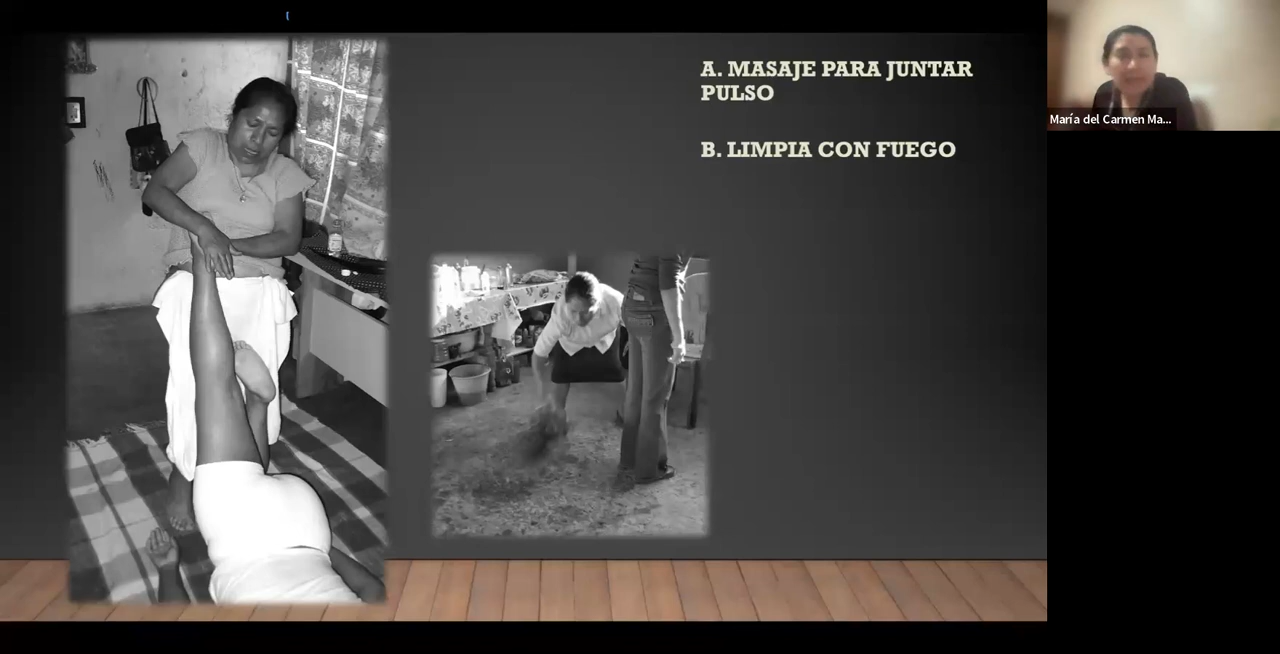 A. MASAJE PARA JUNTAR
PULSO
B. LIMPIA CON FUEGO
María del Carmen Ma...